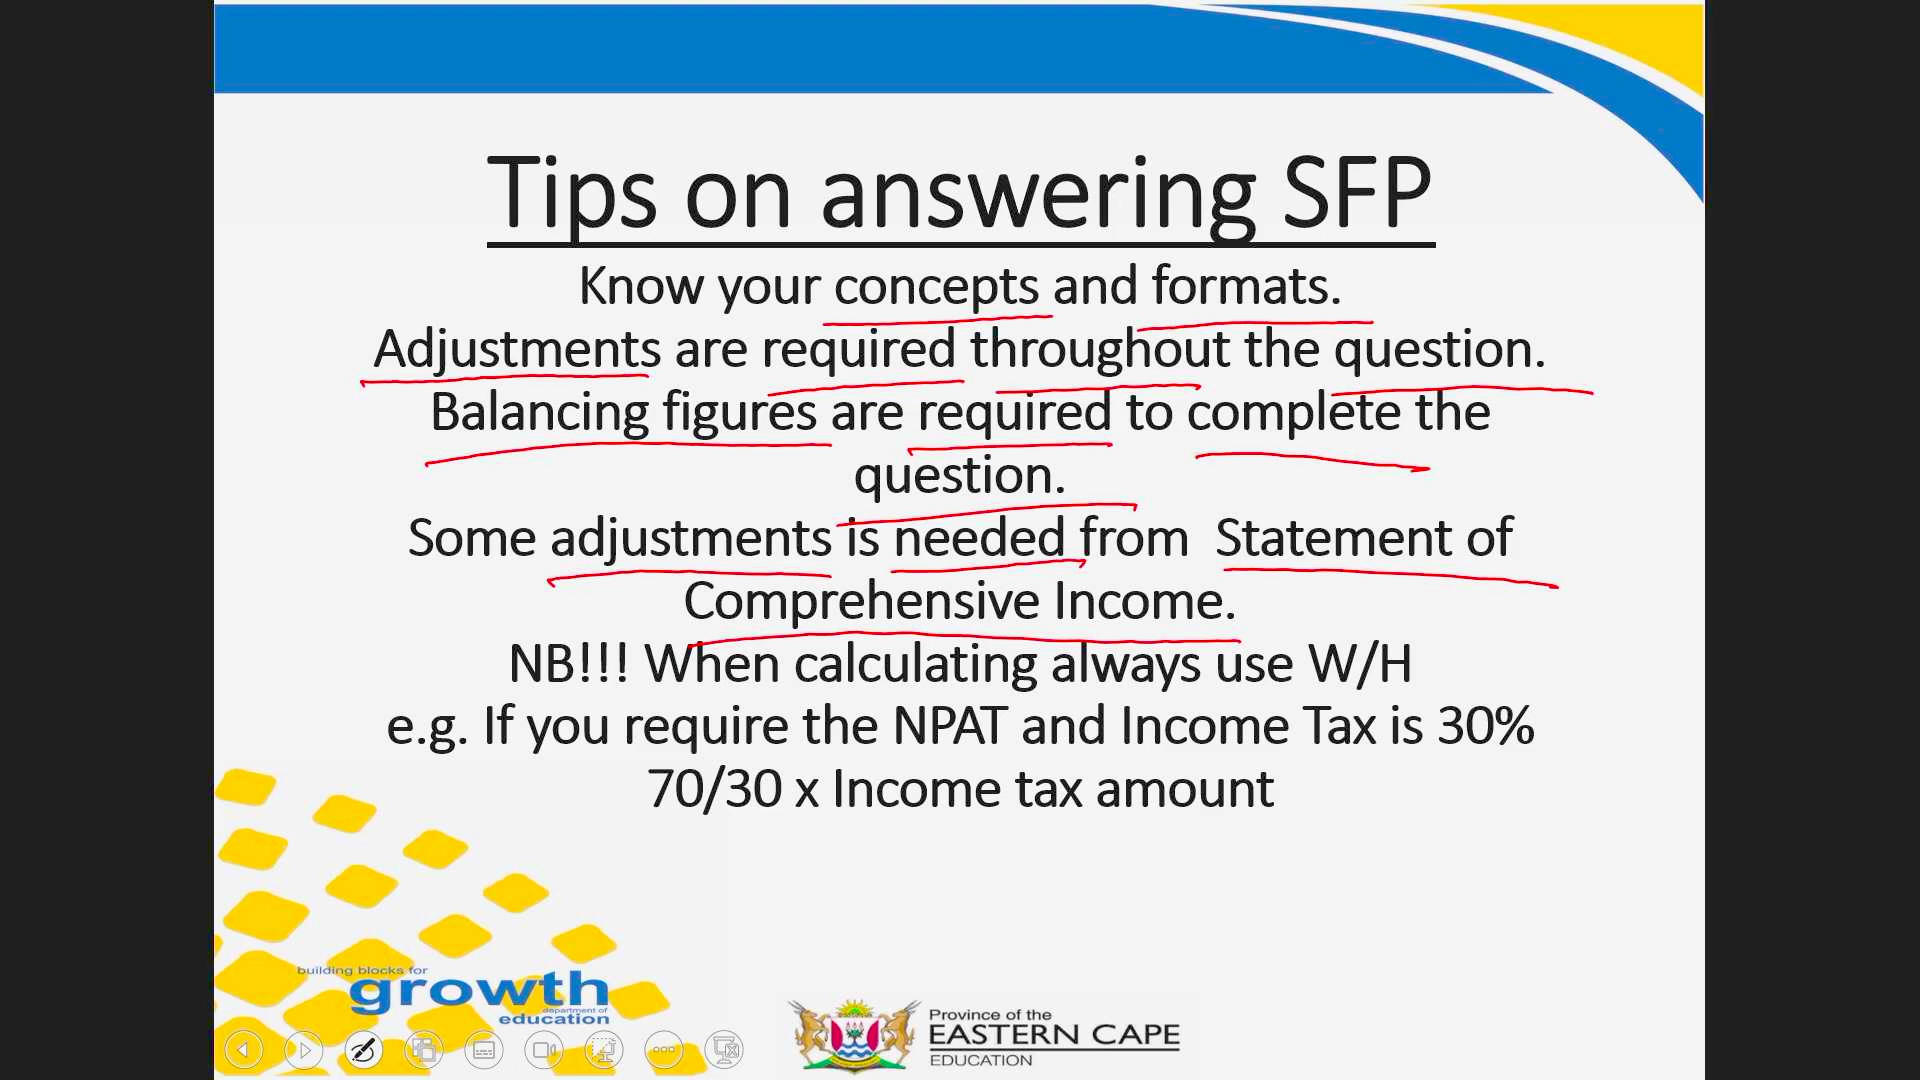 Tips on answering SFP
Know your concepts and formats.
Adjustments are required throughout the question.
Balancing figures are required to complete the
question.
Some adjustments is needed from Statement of
Comprehensive Income.
NB!!! When calculating always use W/H
e.g. If you require the NPAT and Income Tax is 30%
70/30 x Income tax amount
building blocks for
growth
department of
education
Province of the
EASTERN CAPE
EDUCATION